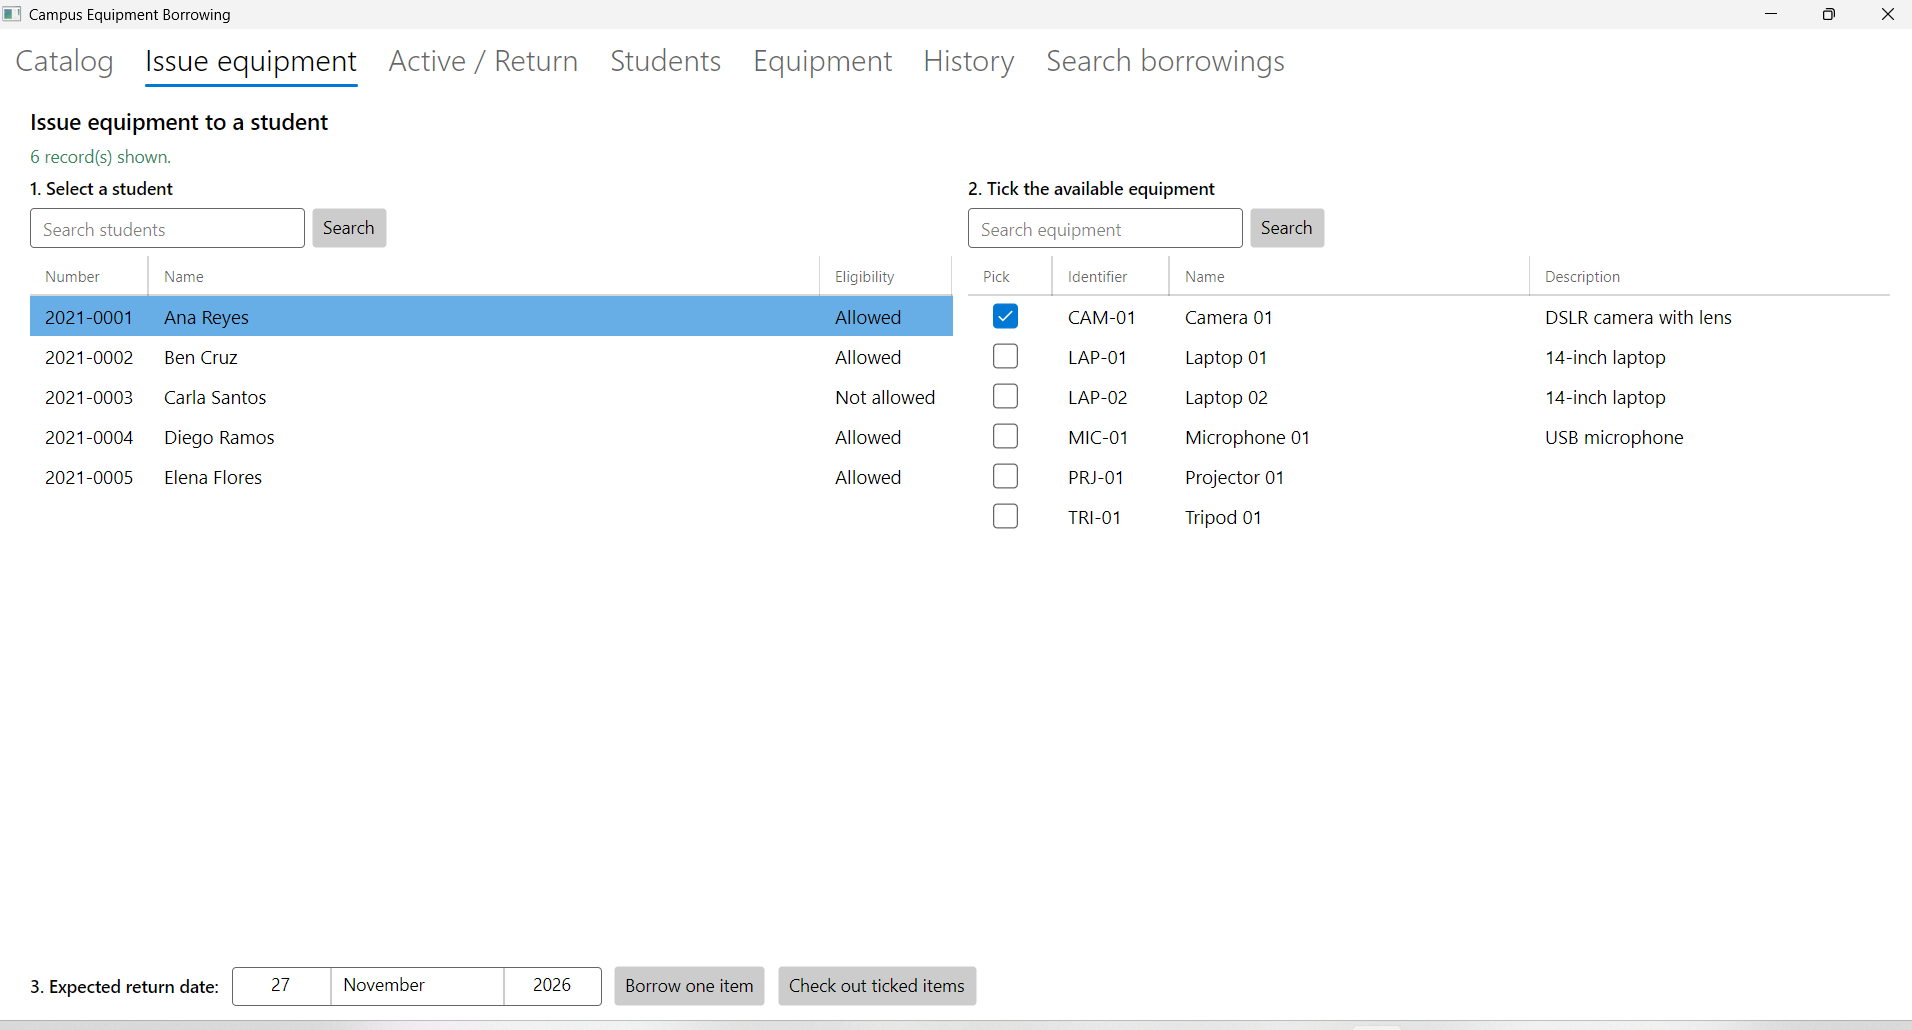 Campus Equipment Borrowing
Catalog Issue equipment Active / Return Students Equipment History Search borrowings
Issue equipment to a student
6 record(s) shown.
1. Select a student
Search students Search
Number Name Eligibility
2021-0001 Ana Reyes Allowed
2021-0002 Ben Cruz Allowed
2021-0003 Carla Santos Not allowed
2021-0004 Diego Ramos Allowed
2021-0005 Elena Flores Allowed
2. Tick the available equipment
Search equipment Search
Pick Identifier Name Description
CAM-01 Camera 01 DSLR camera with lens
LAP-01 Laptop 01 14-inch laptop
LAP-02 Laptop 02 14-inch laptop
MIC-01 Microphone 01 USB microphone
PRJ-01 Projector 01
TRI-01 Tripod 01
3. Expected return date: 27 November 2026 Borrow one item Check out ticked items